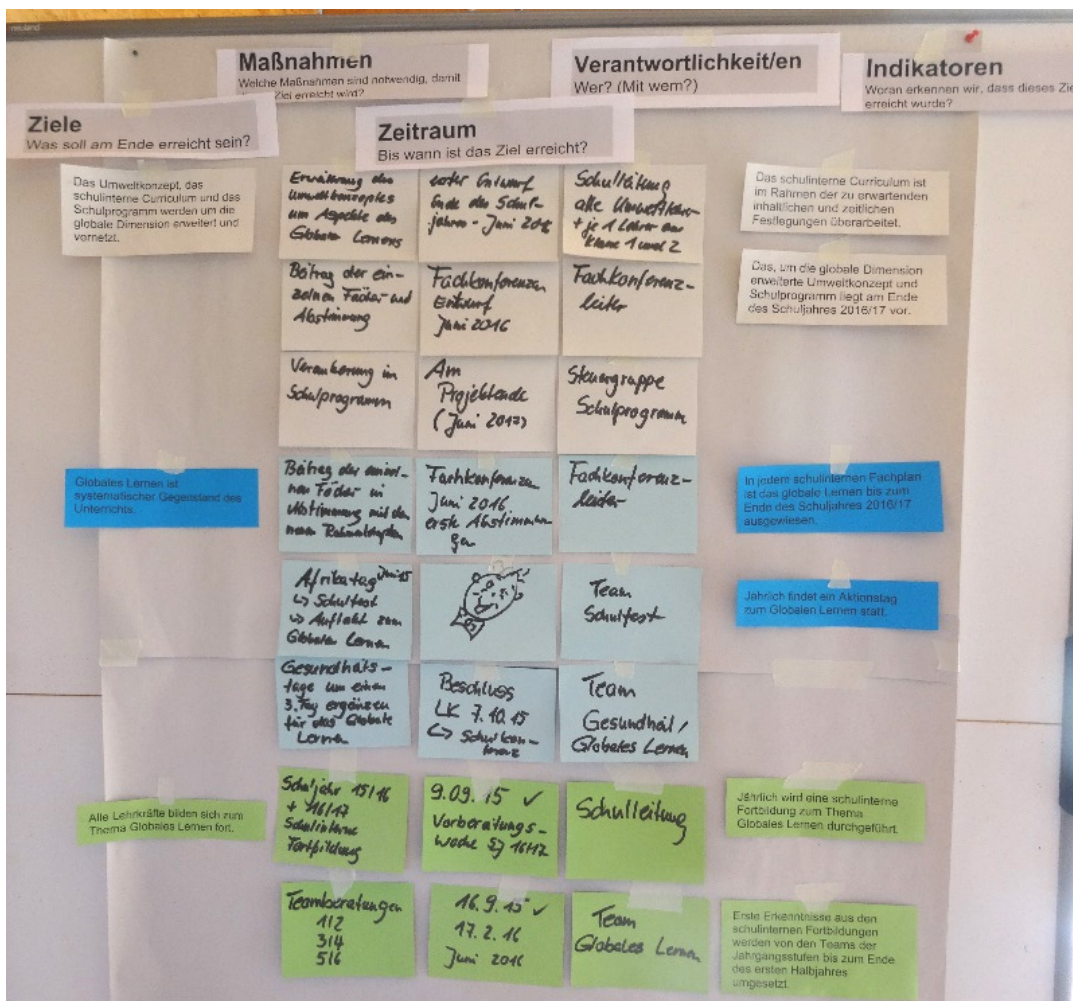 Maßnahmen
Welche Maßnahmen sind notwendig, damit
Ziel erreicht wird?
Verantwortlichkeit/en
Wer? (Mit wem?)
Indikatoren
Woran erkennen wir, dass dieses Zie
erreicht wurde?
Ziele
Was soll am Ende erreicht sein?
Zeitraum
Bis wann ist das Ziel erreicht?
Das Umweltkonzept, das
schulinterne Curriculum und das
Schulprogramm werden um die
globale Dimension erweitert und
vernetzt.
Erweiterung des
Umweltkonzeptes
um Aspekte des
Globalen Lernens
erster Entwurf
Ende des Schul-
jahres - Juni 2016
Schulleitung
alle
+ je 1 Lehrer aus
Klasse 1 und 2
Das schulinterne Curriculum ist
im Rahmen der zu erwartenden
inhaltlichen und zeitlichen
Festlegungen überarbeitet.
Beitrag der ein-
zelnen Fächer und
Abstimmung
Fachkonferenzen
Entwurf
Juni 2016
Fachkonferenz-
leiter
Das, um die globale Dimension
erweiterte Umweltkonzept und
Schulprogramm liegt am Ende
des Schuljahres 2016/17 vor.
Verankerung im
Schulprogramm
Am
Projektende
(Juni 2017)
Steuergruppe
Schulprogramm
Globales Lernen ist
systematischer Gegenstand des
Unterrichts.
Beitrag der einzel-
nen Fächer in
Abstimmung mit den
neuen Rahmenlehrplan
Fachkonferenzen
Juni 2016
erste Abstimmun
gen
Fachkonferenz-
leiter
In jedem schulinternen Fachplan
ist das globale Lernen bis zum
Ende des Schuljahres 2016/17
ausgewiesen.
Afrikatag Juni 15
↳ Schulfest
↳ Auftakt zum
Globalen Lernen
Team
Schulfest
Jährlich findet ein Aktionstag
zum Globalen Lernen statt.
Gesundheits-
tage um einen
3. Tag ergänzen
für das Globale
Lernen
Beschluss
LK 7.10.15
↳ Schulkon-
ferenz
Team
Gesundheit/
Globales Lernen
Alle Lehrkräfte bilden sich zum
Thema Globales Lernen fort.
Schuljahr 15/16
+ 16/17
Schulinterne
Fortbildung
9.09.15 ✓
Vorbereitungs-
woche SJ 16/17
Schulleitung
Jährlich wird eine schulinterne
Fortbildung zum Thema
Globales Lernen durchgeführt.
Teamberatungen
1/2
3/4
5/6
16.9.15 ✓
17.2.16
Juni 2016
Team
Globales Lernen
Erste Erkenntnisse aus den
schulinternen Fortbildungen
werden von den Teams der
Jahrgangsstufen bis zum Ende
des ersten Halbjahres
umgesetzt.